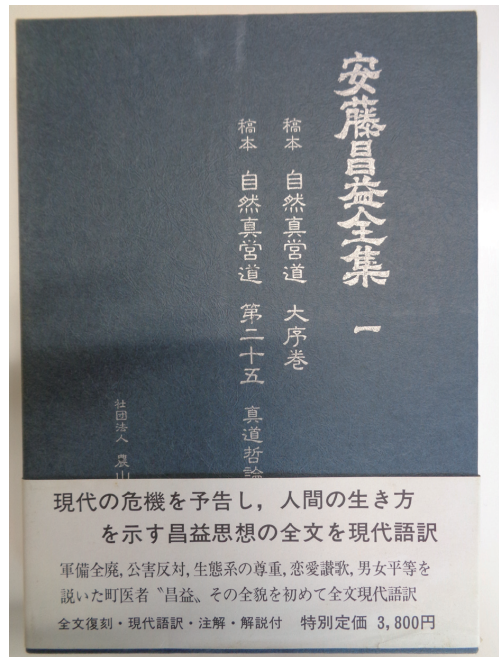 安藤昌益全集 一
稿本 自然真営道 大序巻
稿本 自然真営道 第二十五 真道哲論
社団法人 農山
現代の危機を予告し，人間の生き方
を示す昌益思想の全文を現代語訳
軍備全廃，公害反対，生態系の尊重，恋愛讃歌，男女平等を
説いた町医者〝昌益〟その全貌を初めて全文現代語訳
全文復刻・現代語訳・注解・解説付 特別定価 3,800円